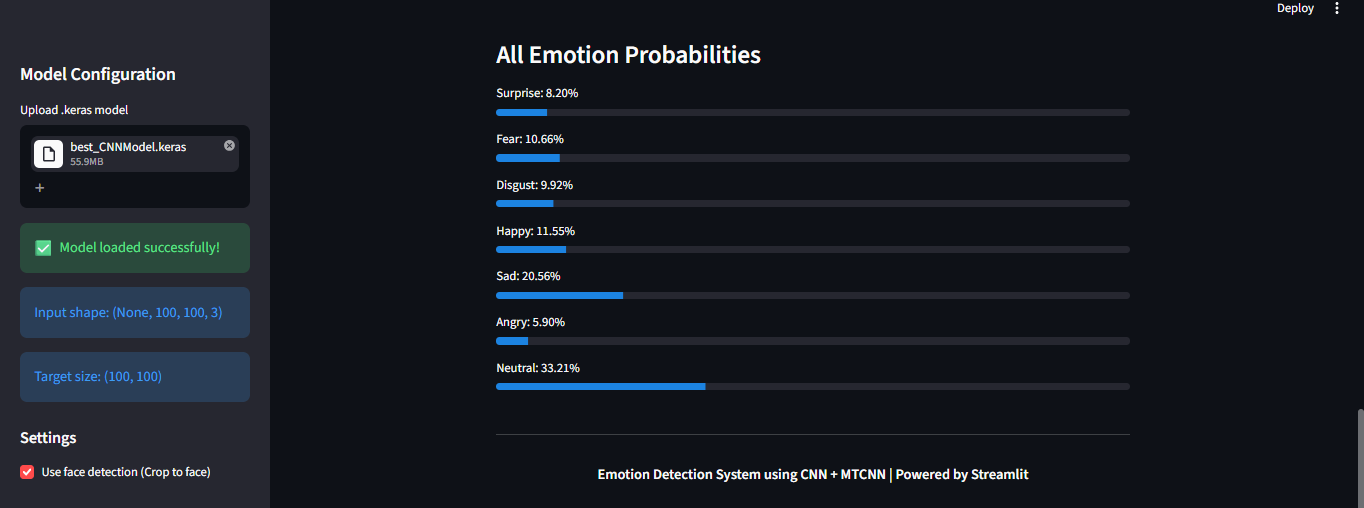 Deploy
Model Configuration
Upload .keras model
best_CNNModel.keras
55.9MB
+
✅ Model loaded successfully!
Input shape: (None, 100, 100, 3)
Target size: (100, 100)
Settings
Use face detection (Crop to face)
All Emotion Probabilities
Surprise: 8.20%
Fear: 10.66%
Disgust: 9.92%
Happy: 11.55%
Sad: 20.56%
Angry: 5.90%
Neutral: 33.21%
Emotion Detection System using CNN + MTCNN | Powered by Streamlit